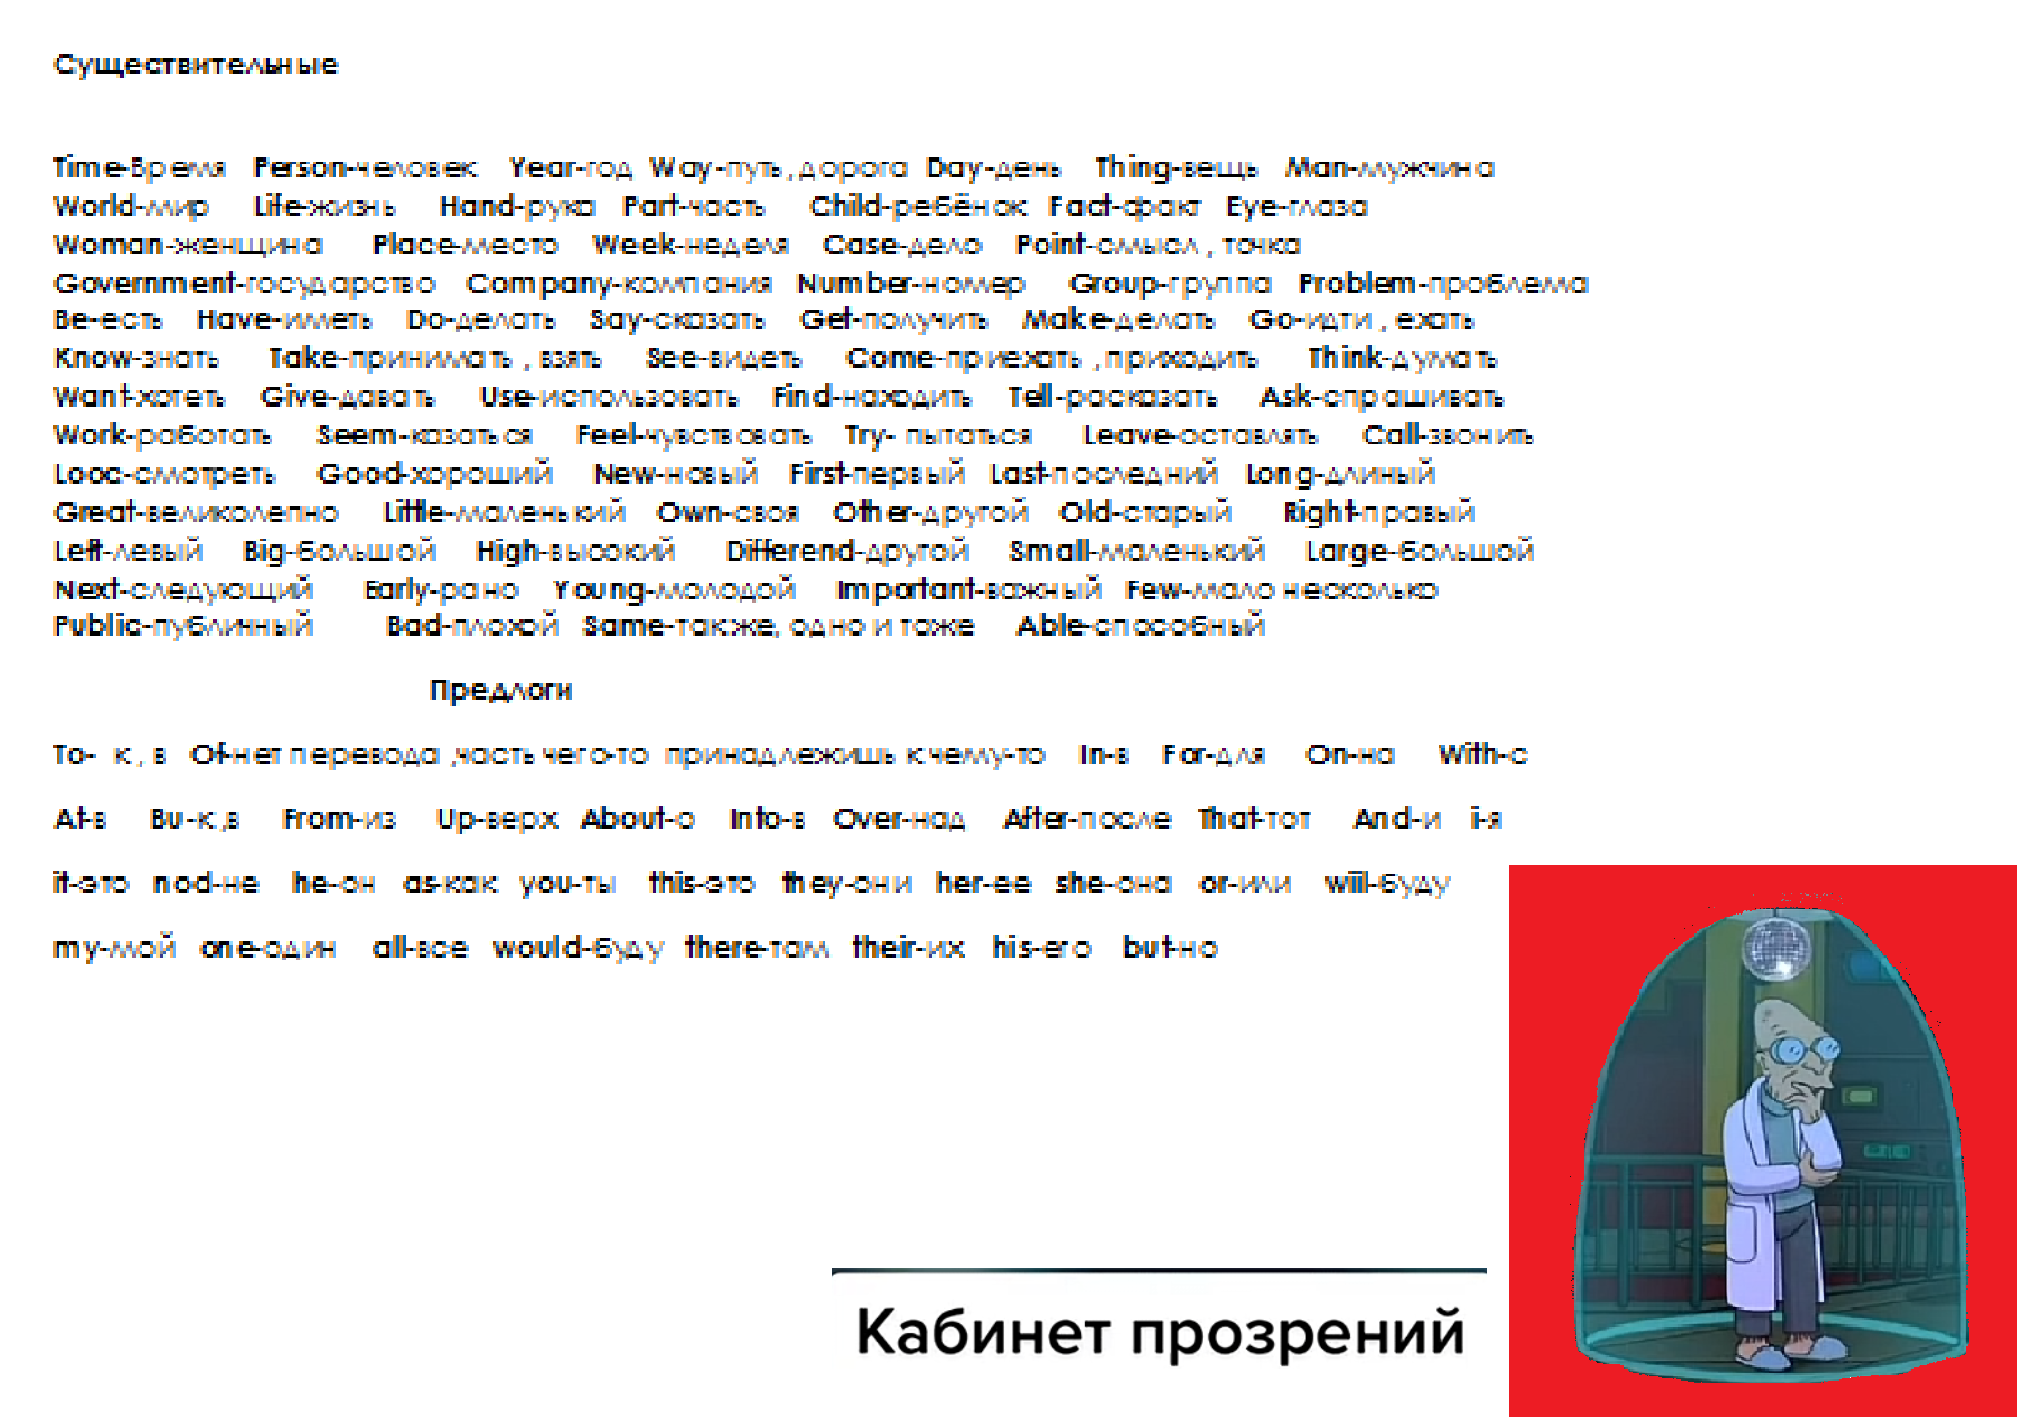 Существительные
Time-Время Person-человек Year-год Way-путь,дорога Day-день Thing-вещь Man-мужчина
World-мир Life-жизнь Hand-рука Part-часть Child-ребёнок Fact-факт Eye-глаза
Woman-женщина Place-место Week-неделя Case-дело Point-смысл , точка
Government-государство Company-компания Number-номер Group-группа Problem-проблема
Be-есть Have-иметь Do-делать Say-сказать Get-получить Make-делать Go-идти , ехать
Know-знать Take-принимать , взять See-видеть Come-приехать ,приходить Think-думать
Want-хотеть Give-давать Use-использовать Find-находить Tell-расказать Ask-спрашивать
Work-работать Seem-казаться Feel-чувствовать Try- пытаться Leave-оставлять Call-звонить
Looc-смотреть Good-хороший New-новый First-первый Last-последний Long-длиный
Great-великолепно Little-маленький Own-своя Other-другой Old-старый Right-правый
Left-левый Big-большой High-высокий Differend-другой Small-маленький Large-большой
Next-следующий Early-рано Young-молодой Important-важный Few-мало несколько
Public-публичный Bad-плохой Same-также, одно и тоже Able-способный
Предлоги
To- к , в Of-нет перевода ,часть чего-то принадлежишь к чему-то In-в For-для On-на With-с
At-в Bu-к,в From-из Up-верх About-о Into-в Over-над After-после That-тот And-и i-я
it-это nod-не he-он as-как you-ты this-это they-они her-ее she-она or-или wiil-буду
my-мой one-один all-все would-буду there-там their-их his-его but-но
Кабинет прозрений